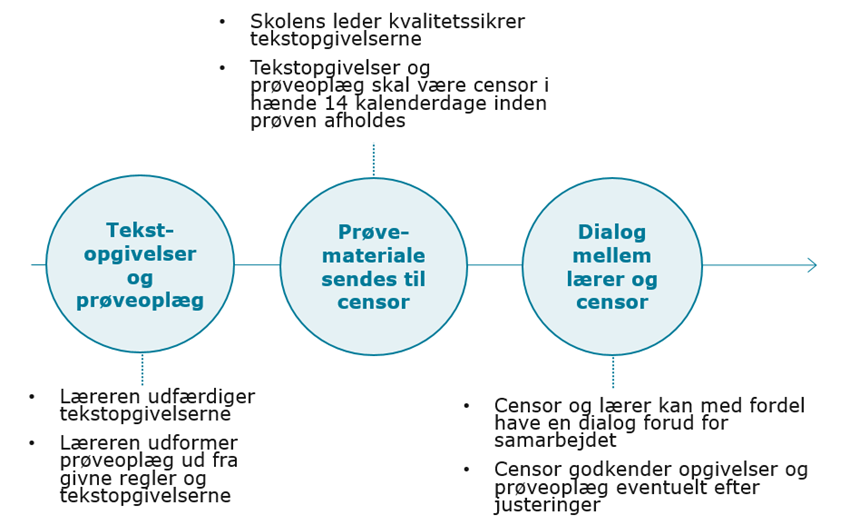 • Skolens leder kvalitetssikrer
tekstopgivelserne
• Tekstopgivelser og
prøveoplæg skal være censor i
hænde 14 kalenderdage inden
prøven afholdes
Tekst-
opgivelser
og
prøveoplæg
Prøve-
materiale
sendes til
censor
Dialog
mellem
lærer og
censor
• Læreren udfærdiger
tekstopgivelserne
• Læreren udformer
prøveoplæg ud fra
givne regler og
tekstopgivelserne
• Censor og lærer kan med fordel
have en dialog forud for
samarbejdet
• Censor godkender opgivelser og
prøveoplæg eventuelt efter
justeringer